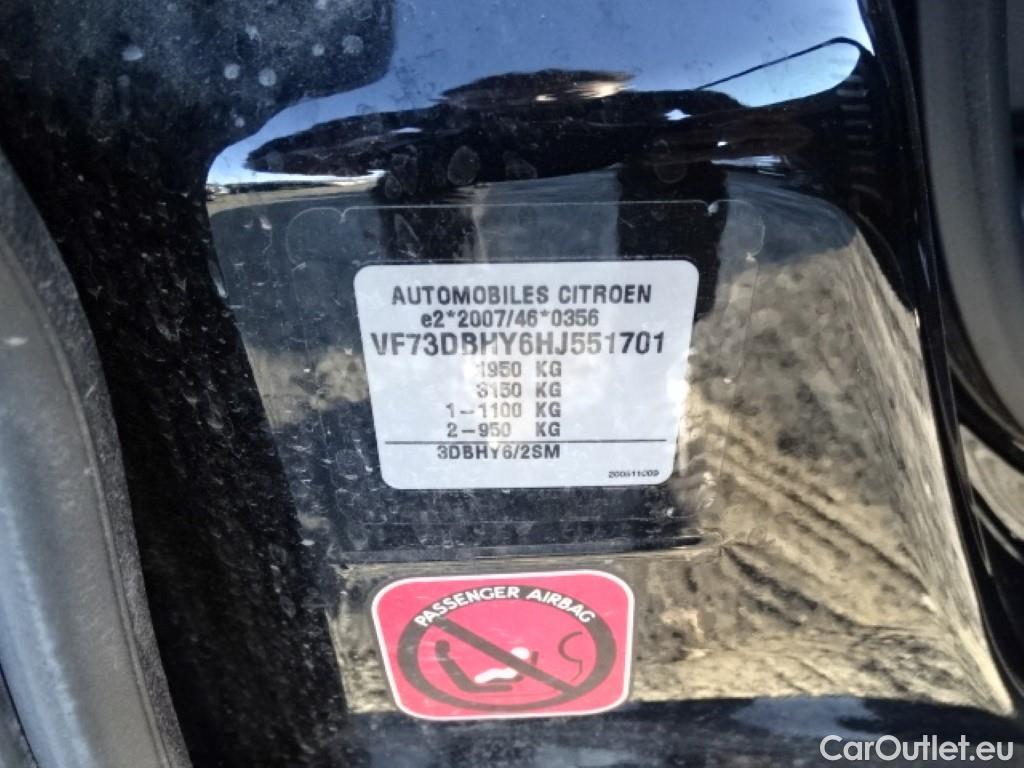 AUTOMOBILES CITROEN
e2*2007/46*0356
VF73DBHY6HJ551701
1950 KG
3150 KG
1-1100 KG
2-950 KG
3DBHY6/2SM
PASSENGER AIRBAG
CarOutlet.eu